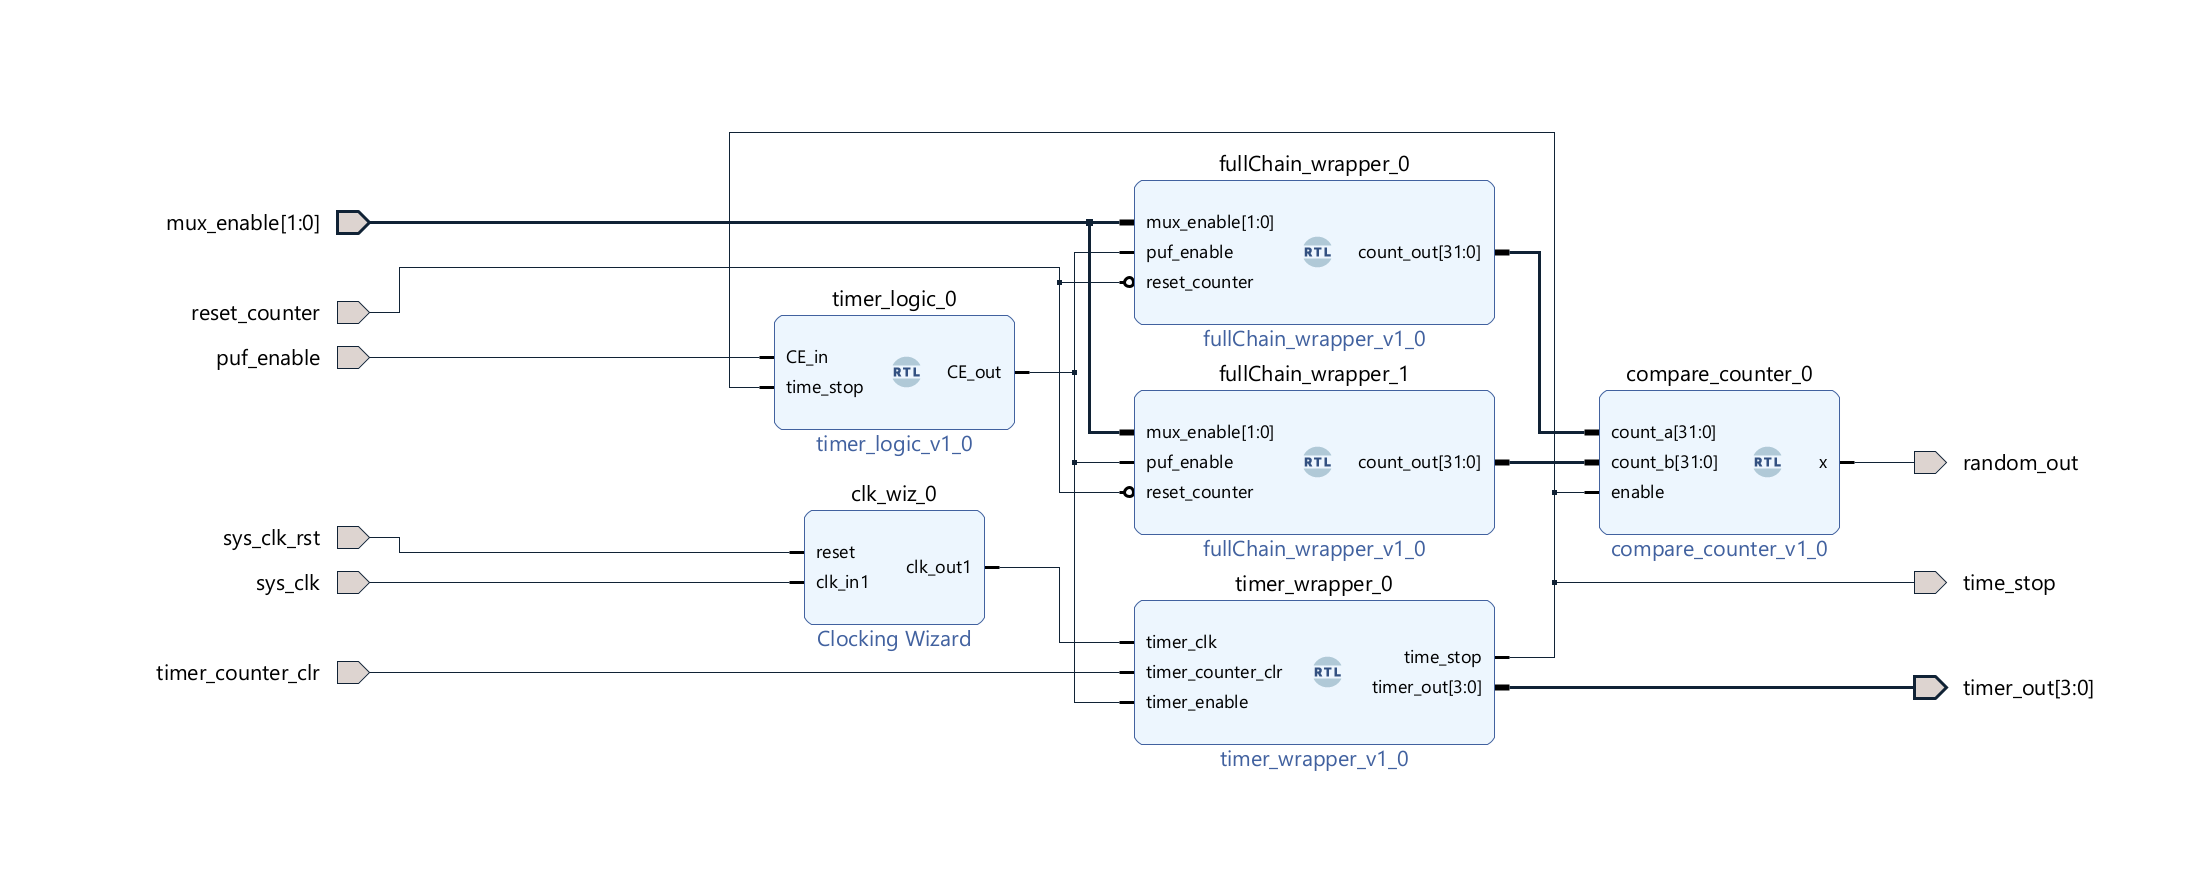 mux_enable[1:0]
reset_counter
puf_enable
sys_clk_rst
sys_clk
timer_counter_clr
timer_logic_0
CE_in
time_stop
RTL
CE_out
timer_logic_v1_0
clk_wiz_0
reset
clk_in1
clk_out1
Clocking Wizard
fullChain_wrapper_0
mux_enable[1:0]
puf_enable
reset_counter
RTL
count_out[31:0]
fullChain_wrapper_v1_0
fullChain_wrapper_1
mux_enable[1:0]
puf_enable
reset_counter
RTL
count_out[31:0]
fullChain_wrapper_v1_0
timer_wrapper_0
timer_clk
timer_counter_clr
timer_enable
RTL
time_stop
timer_out[3:0]
timer_wrapper_v1_0
compare_counter_0
count_a[31:0]
count_b[31:0]
enable
RTL
x
compare_counter_v1_0
random_out
time_stop
timer_out[3:0]